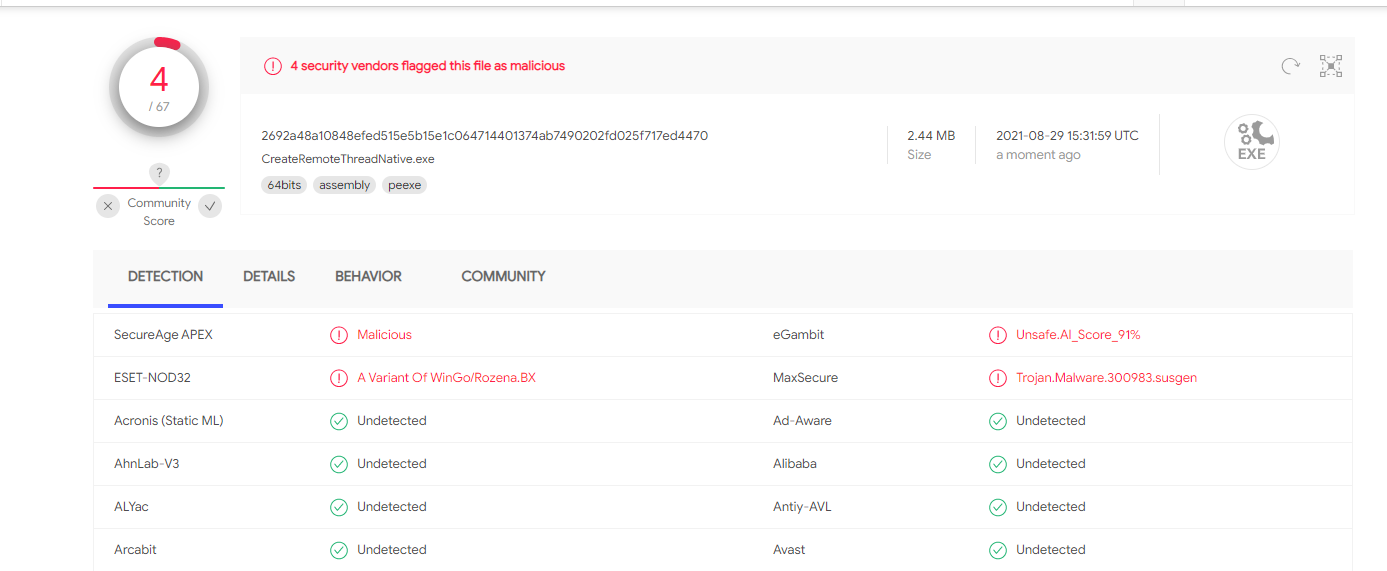 4
/ 67
?
Community
Score
4 security vendors flagged this file as malicious
2692a48a10848efed515e5b15e1c064714401374ab7490202fd025f717ed4470
CreateRemoteThreadNative.exe
64bits assembly peexe
2.44 MB
Size
2021-08-29 15:31:59 UTC
a moment ago
EXE
DETECTION DETAILS BEHAVIOR COMMUNITY
SecureAge APEX Malicious eGambit Unsafe.AI_Score_91%
ESET-NOD32 A Variant Of WinGo/Rozena.BX MaxSecure Trojan.Malware.300983.susgen
Acronis (Static ML) Undetected Ad-Aware Undetected
AhnLab-V3 Undetected Alibaba Undetected
ALYac Undetected Antiy-AVL Undetected
Arcabit Undetected Avast Undetected